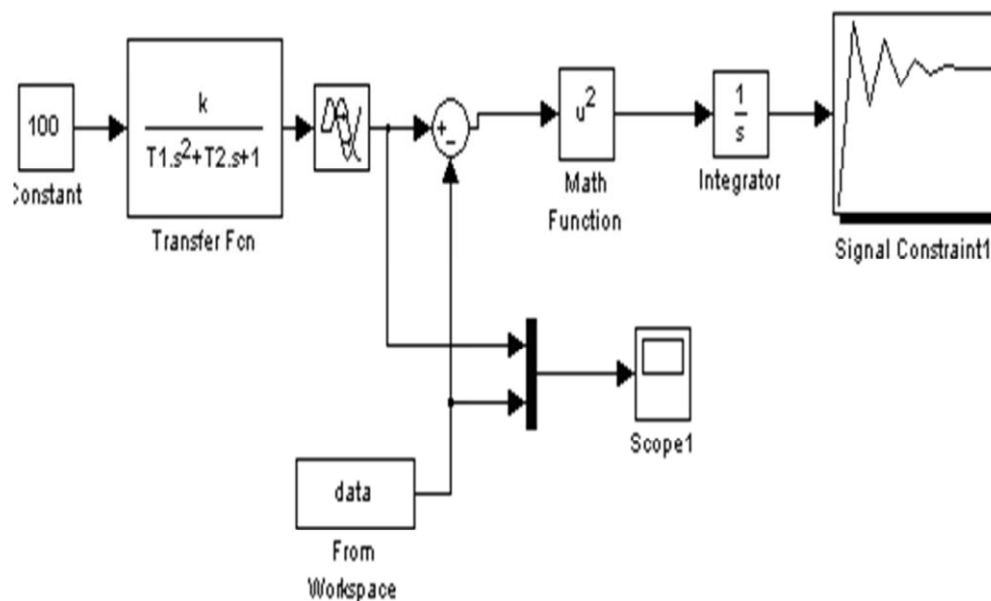 100
Constant
k
T1.s²+T2.s+1
Transfer Fcn
+
−
u²
Math
Function
1
s
Integrator
Signal Constraint1
Scope1
data
From
Workspace